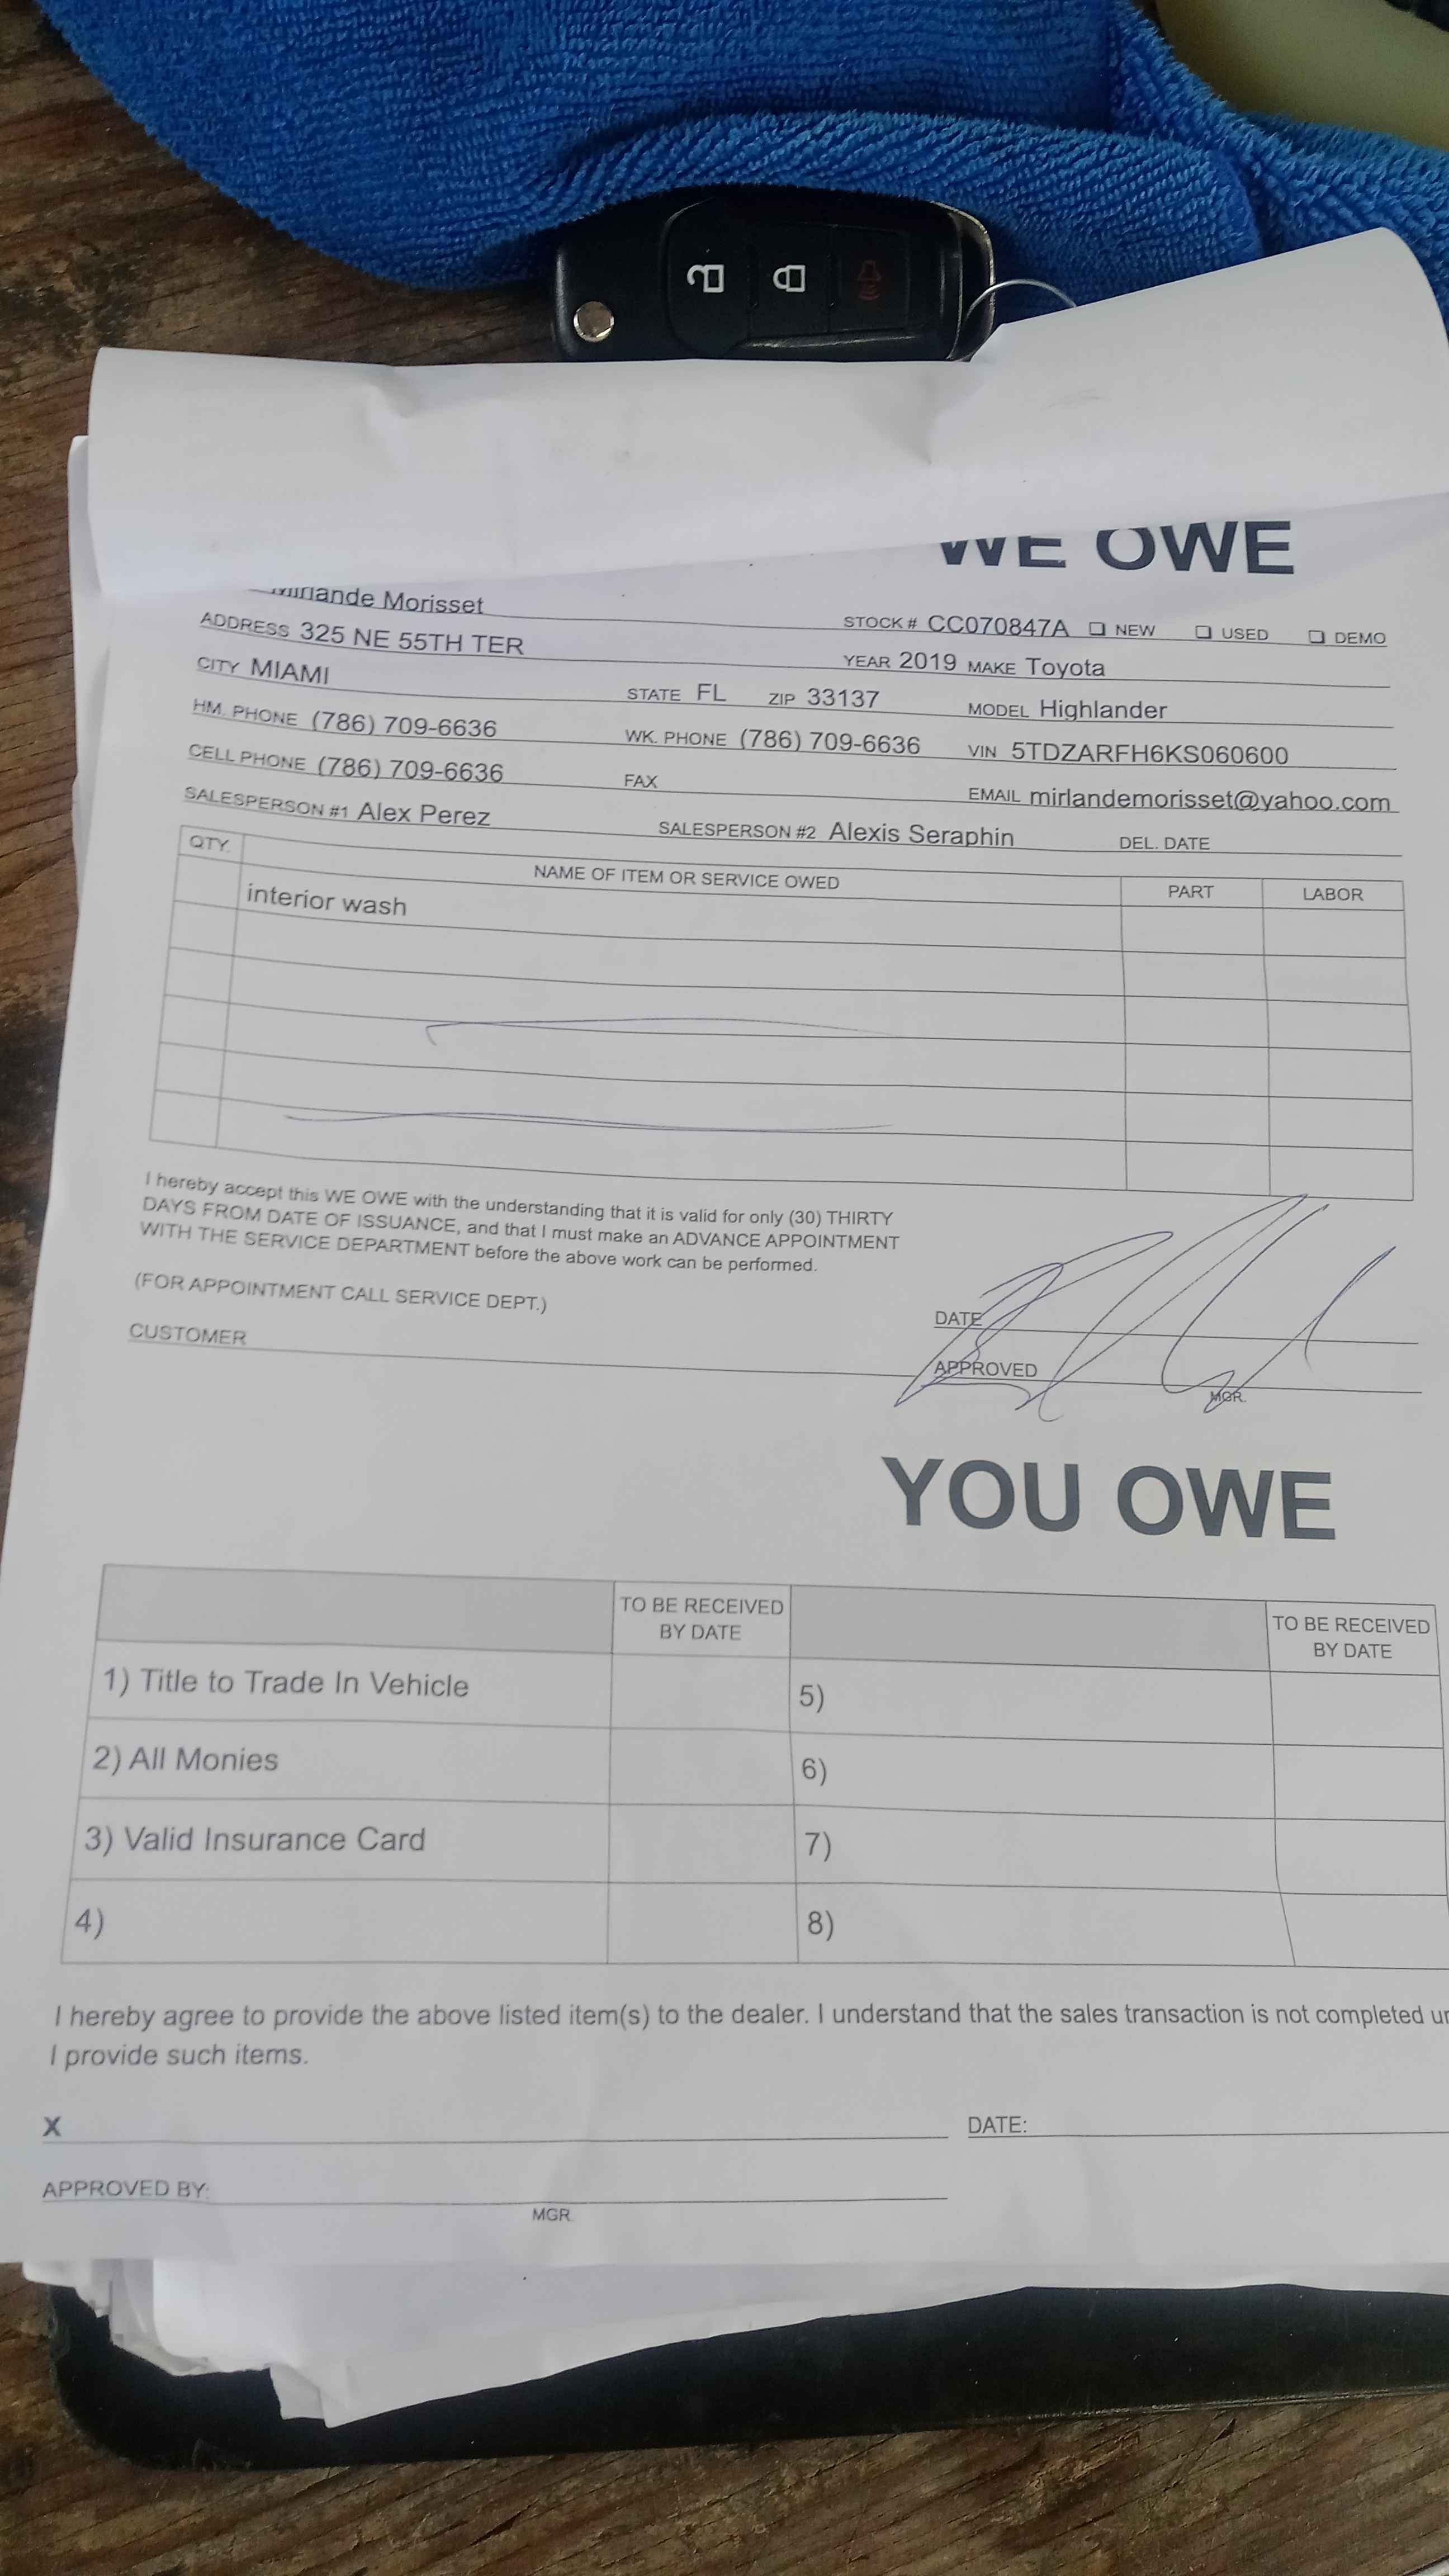 WE OWE
Mirlande Morisset
STOCK # CC070847A ❑ NEW ❑ USED ❑ DEMO
ADDRESS 325 NE 55TH TER
YEAR 2019 MAKE Toyota
CITY MIAMI STATE FL ZIP 33137 MODEL Highlander
HM. PHONE (786) 709-6636 WK. PHONE (786) 709-6636 VIN 5TDZARFH6KS060600
CELL PHONE (786) 709-6636 FAX EMAIL mirlandemorisset@yahoo.com
SALESPERSON #1 Alex Perez SALESPERSON #2 Alexis Seraphin DEL. DATE
QTY. NAME OF ITEM OR SERVICE OWED PART LABOR
interior wash
I hereby accept this WE OWE with the understanding that it is valid for only (30) THIRTY
DAYS FROM DATE OF ISSUANCE, and that I must make an ADVANCE APPOINTMENT
WITH THE SERVICE DEPARTMENT before the above work can be performed.
(FOR APPOINTMENT CALL SERVICE DEPT.)
DATE
CUSTOMER APPROVED
MGR.
YOU OWE
TO BE RECEIVED BY DATE TO BE RECEIVED BY DATE
1) Title to Trade In Vehicle 5)
2) All Monies 6)
3) Valid Insurance Card 7)
4) 8)
I hereby agree to provide the above listed item(s) to the dealer. I understand that the sales transaction is not completed
I provide such items.
X DATE:
APPROVED BY:
MGR.